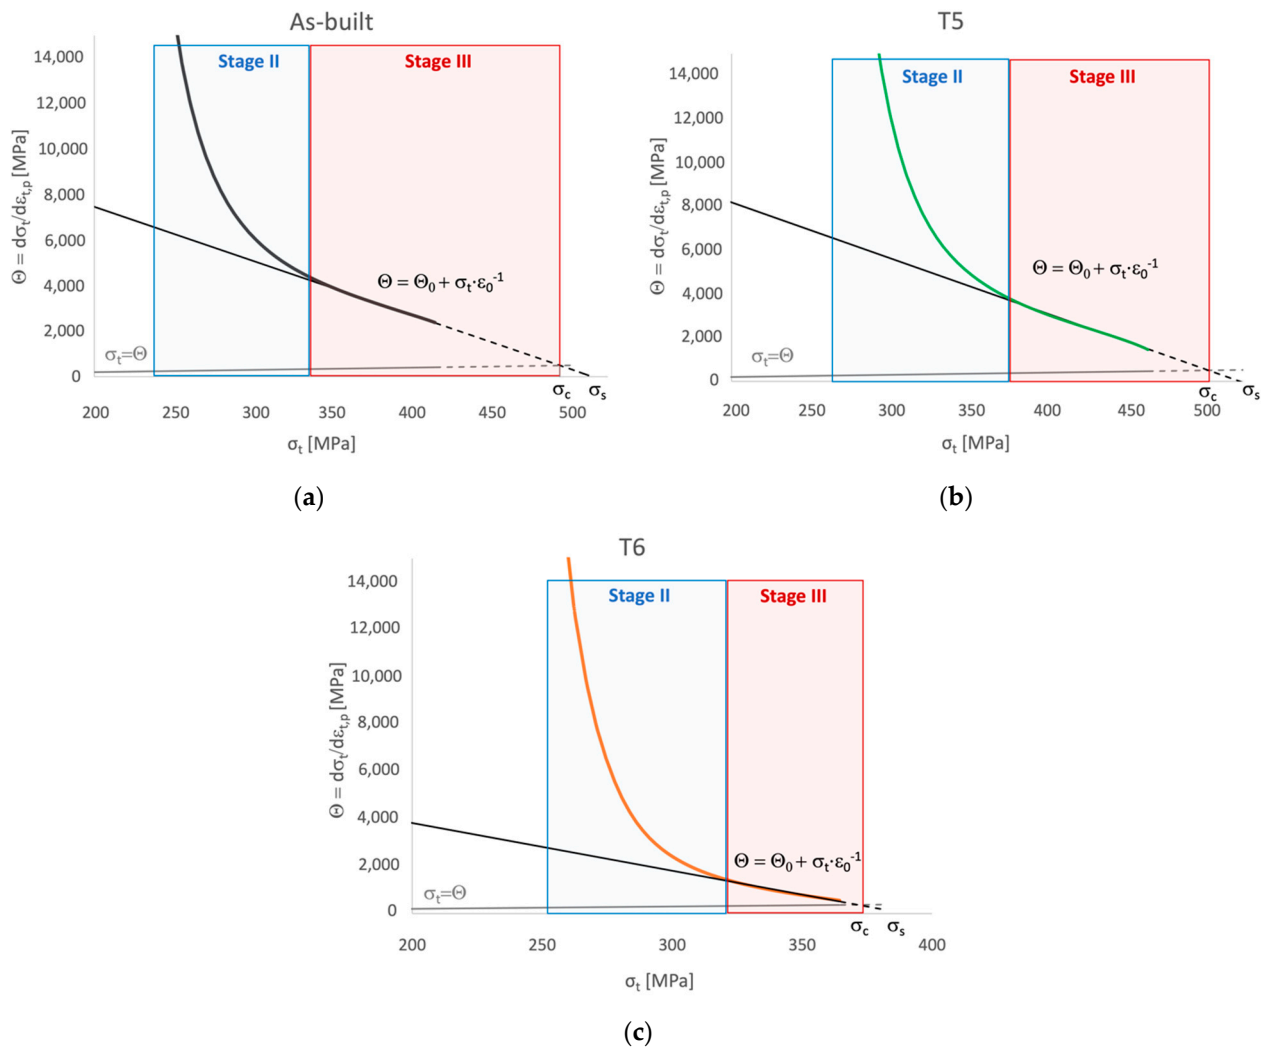 As-built
Stage II
Stage III
14,000
12,000
10,000
8,000
6,000
4,000
2,000
0
Θ = dσt/dεt,p [MPa]
Θ = Θ0 + σt·ε0-1
σt=Θ
σc
σs
200
250
300
350
400
450
500
σt [MPa]
(a)
T5
Stage II
Stage III
14,000
12,000
10,000
8,000
6,000
4,000
2,000
0
Θ = dσt/dεt,p [MPa]
Θ = Θ0 + σt·ε0-1
σt=Θ
σc
σs
200
250
300
350
400
450
500
σt [MPa]
(b)
T6
Stage II
Stage III
14,000
12,000
10,000
8,000
6,000
4,000
2,000
0
Θ = dσt/dεt,p [MPa]
Θ = Θ0 + σt·ε0-1
σt=Θ
σc
σs
200
250
300
350
400
σt [MPa]
(c)